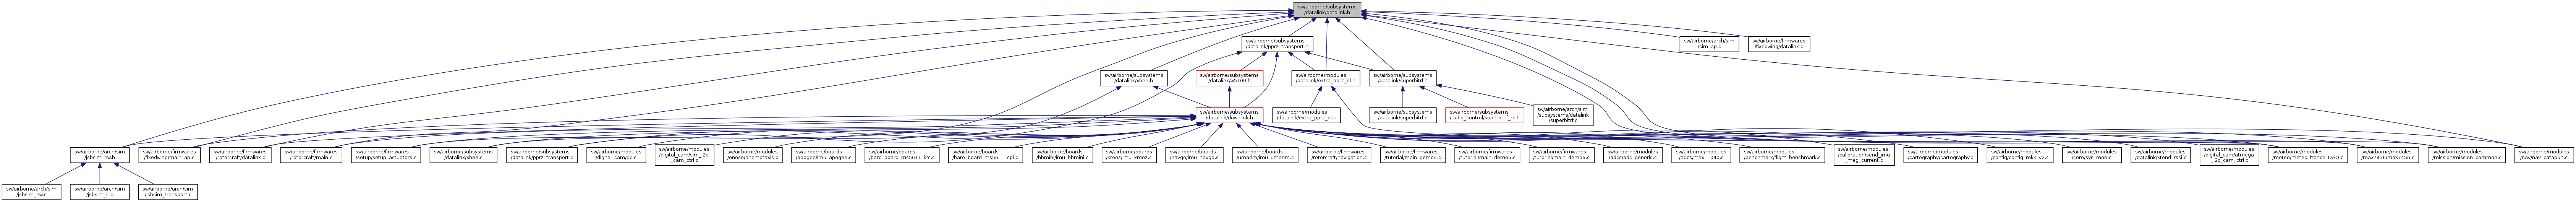 sw/airborne/subsystems
/datalink/datalink.h
sw/airborne/subsystems
/datalink/pprz_transport.h
sw/airborne/arch/sim
/sim_ap.c
sw/airborne/firmwares
/fixedwing/datalink.c
sw/airborne/subsystems
/datalink/xbee.h
sw/airborne/subsystems
/datalink/w5100.h
sw/airborne/modules
/datalink/extra_pprz_dl.h
sw/airborne/subsystems
/datalink/superbitrf.h
sw/airborne/subsystems
/datalink/downlink.h
sw/airborne/modules
/datalink/extra_pprz_dl.c
sw/airborne/subsystems
/datalink/superbitrf.c
sw/airborne/subsystems
/radio_control/superbitrf_rc.h
sw/airborne/arch/sim
/subsystems/datalink
/superbitrf.c
sw/airborne/arch/sim
/jsbsim_hw.h
sw/airborne/firmwares
/fixedwing/main_ap.c
sw/airborne/firmwares
/rotorcraft/datalink.c
sw/airborne/firmwares
/rotorcraft/main.c
sw/airborne/firmwares
/setup/setup_actuators.c
sw/airborne/subsystems
/datalink/xbee.c
sw/airborne/subsystems
/datalink/pprz_transport.c
sw/airborne/modules
/digital_cam/dc.c
sw/airborne/modules
/digital_cam/sim_i2c
_cam_ctrl.c
sw/airborne/modules
/enose/anemotaxis.c
sw/airborne/boards
/apogee/imu_apogee.c
sw/airborne/boards
/baro_board_ms5611_i2c.c
sw/airborne/boards
/baro_board_ms5611_spi.c
sw/airborne/boards
/hbmini/imu_hbmini.c
sw/airborne/boards
/krooz/imu_krooz.c
sw/airborne/boards
/navgo/imu_navgo.c
sw/airborne/boards
/umarim/imu_umarim.c
sw/airborne/firmwares
/rotorcraft/navigation.c
sw/airborne/firmwares
/tutorial/main_demo4.c
sw/airborne/firmwares
/tutorial/main_demo5.c
sw/airborne/firmwares
/tutorial/main_demo6.c
sw/airborne/modules
/adcs/adc_generic.c
sw/airborne/modules
/adcs/max11040.c
sw/airborne/modules
/benchmark/flight_benchmark.c
sw/airborne/modules
/calibration/send_imu
_mag_current.c
sw/airborne/modules
/cartography/cartography.c
sw/airborne/modules
/config/config_mkk_v2.c
sw/airborne/modules
/core/sys_mon.c
sw/airborne/modules
/datalink/xtend_rssi.c
sw/airborne/modules
/digital_cam/atmega
_i2c_cam_ctrl.c
sw/airborne/modules
/meteo/meteo_france_DAQ.c
sw/airborne/modules
/max7456/max7456.c
sw/airborne/modules
/mission/mission_common.c
sw/airborne/modules
/nav/nav_catapult.c
sw/airborne/arch/sim
/jsbsim_hw.c
sw/airborne/arch/sim
/jsbsim_ir.c
sw/airborne/arch/sim
/jsbsim_transport.c